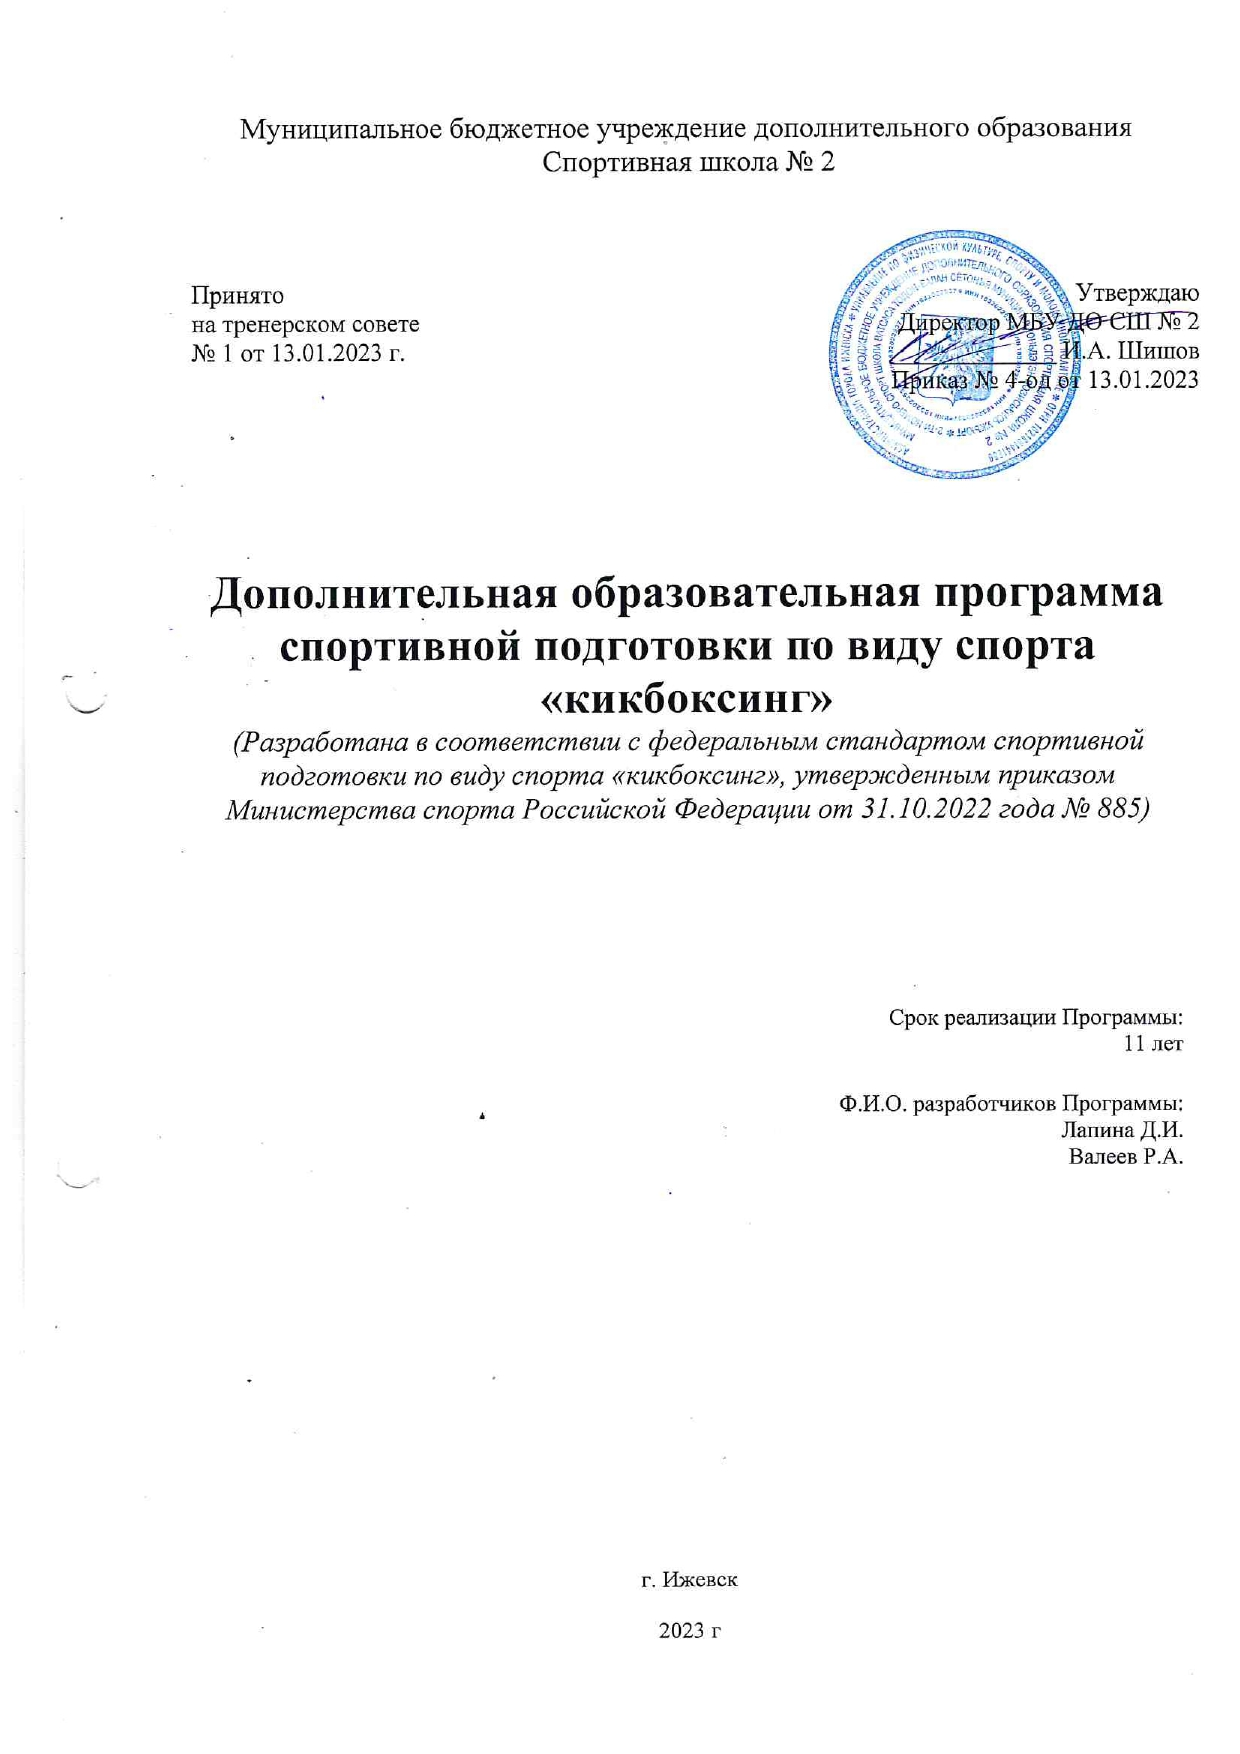 Муниципальное бюджетное учреждение дополнительного образования
Спортивная школа № 2
Принято
на тренерском совете
№ 1 от 13.01.2023 г.
Утверждаю
Директор МБУ ДО СШ № 2
И.А. Шишов
Приказ № 4-од от 13.01.2023
Дополнительная образовательная программа
спортивной подготовки по виду спорта
«кикбоксинг»
(Разработана в соответствии с федеральным стандартом спортивной
подготовки по виду спорта «кикбоксинг», утвержденным приказом
Министерства спорта Российской Федерации от 31.10.2022 года № 885)
Срок реализации Программы:
11 лет
Ф.И.О. разработчиков Программы:
Лапина Д.И.
Валеев Р.А.
г. Ижевск
2023 г